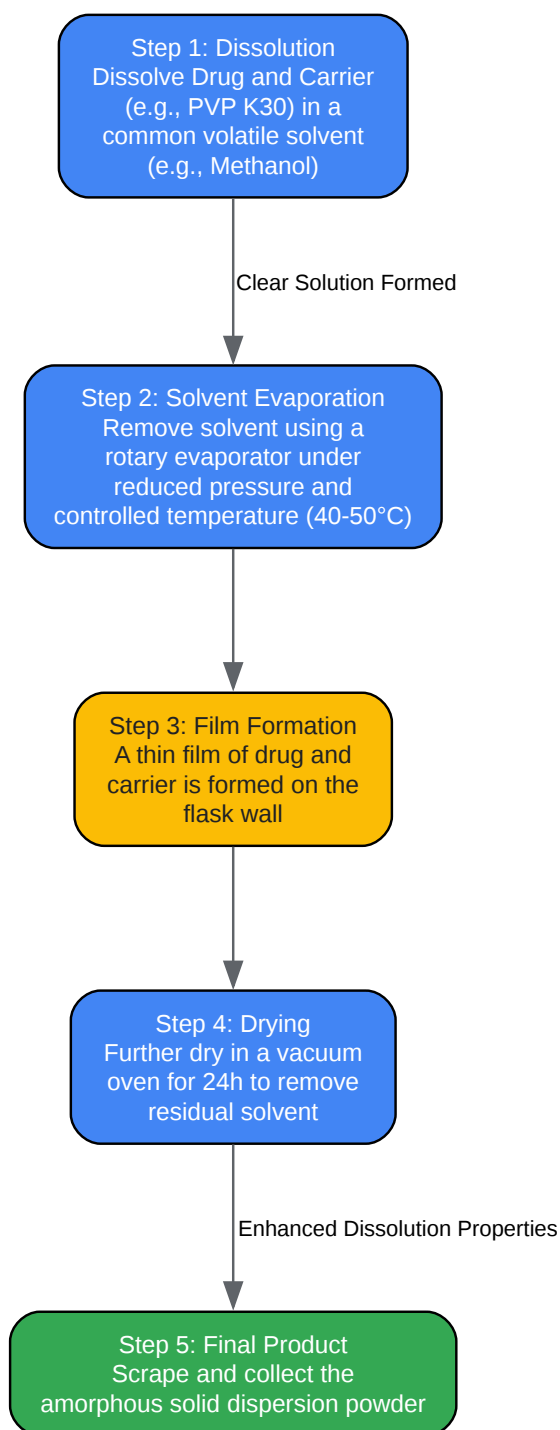 Step 1: Dissolution
Dissolve Drug and Carrier
(e.g., PVP K30) in a
common volatile solvent
(e.g., Methanol)
Clear Solution Formed
Step 2: Solvent Evaporation
Remove solvent using a
rotary evaporator under
reduced pressure and
controlled temperature (40-50°C)
Step 3: Film Formation
A thin film of drug and
carrier is formed on the
flask wall
Step 4: Drying
Further dry in a vacuum
oven for 24h to remove
residual solvent
Enhanced Dissolution Properties
Step 5: Final Product
Scrape and collect the
amorphous solid dispersion powder